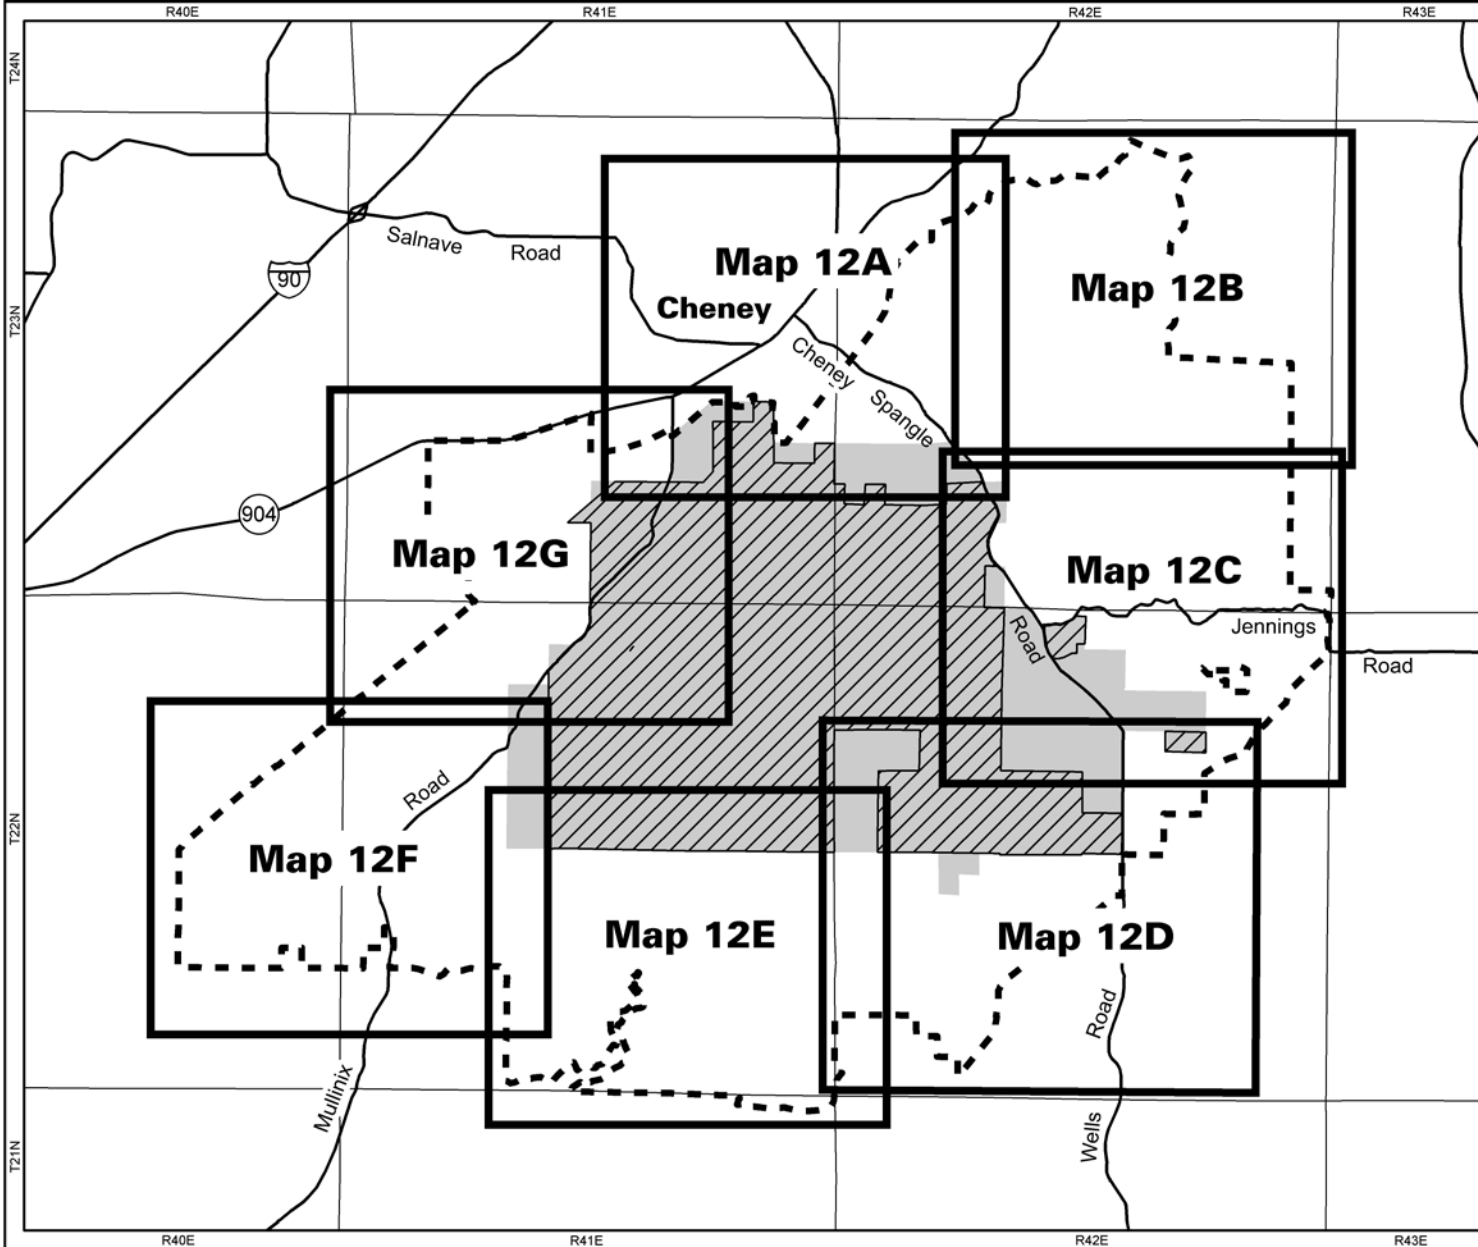 R40E R41E R42E R43E
T24N
Salnave Road
90
Map 12A
Map 12B
Cheney
T23N
Cheney Spangle Road
904
Map 12G
Map 12C
Jennings Road
Road
T22N
Map 12F
Map 12E
Map 12D
Mullinix
Wells Road
T21N
R40E R41E R42E R43E